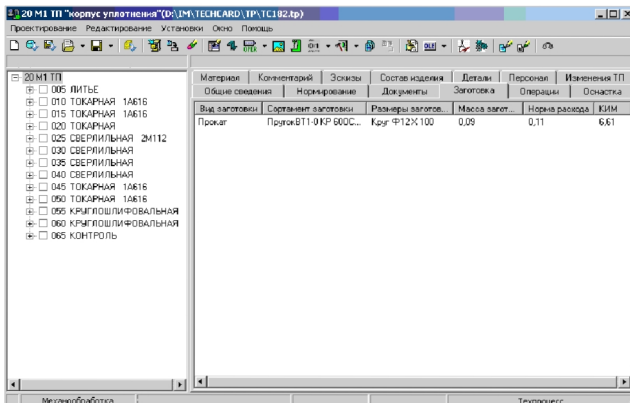 20 М1 ТП "корпус уплотнения"(D:\IM\TECHCARD\TP\TC182.tp)
Проектирование Редактирование Установки Окно Помощь
20 М1 ТП
005 ЛИТЬЕ
010 ТОКАРНАЯ 1А616
015 ТОКАРНАЯ 1А616
020 ТОКАРНАЯ
025 СВЕРЛИЛЬНАЯ 2М112
030 СВЕРЛИЛЬНАЯ
035 СВЕРЛИЛЬНАЯ
040 СВЕРЛИЛЬНАЯ
045 ТОКАРНАЯ 1А616
050 ТОКАРНАЯ 1А616
055 КРУГЛОШЛИФОВАЛЬНАЯ
060 КРУГЛОШЛИФОВАЛЬНАЯ
065 КОНТРОЛЬ
Материал Комментарий Эскизы Состав изделия Детали Персонал Изменения ТП
Общие сведения Нормирование Документы Заготовка Операции Оснастка
Вид заготовки Сортамент заготовки Размеры заготов... Масса загот... Норма расхода КИМ
Прокат ПрутокВТ1-0 КР 60ОС... Круг Ф12Х100 0,09 0,11 6,61
Механообработка Техпроцесс